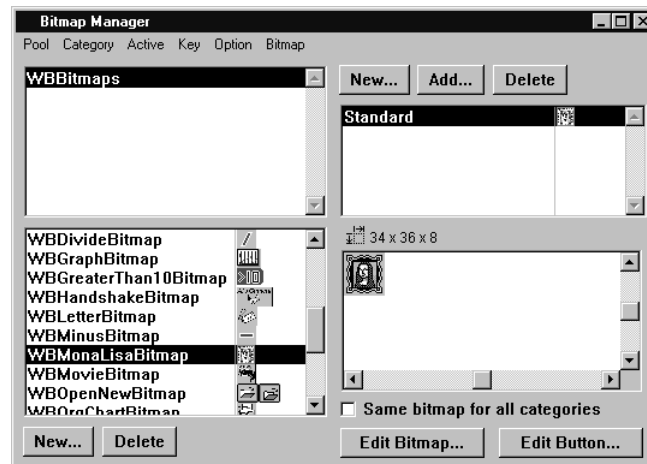 Bitmap Manager
Pool Category Active Key Option Bitmap
WBBitmaps
New... Add... Delete
Standard
WBDivideBitmap
WBGraphBitmap
WBGreaterThan10Bitmap
WBHandshakeBitmap
WBLetterBitmap
WBMinusBitmap
WBMonaLisaBitmap
WBMovieBitmap
WBOpenNewBitmap
WBOrgChartBitmap
34 x 36 x 8
Same bitmap for all categories
New... Delete
Edit Bitmap... Edit Button...